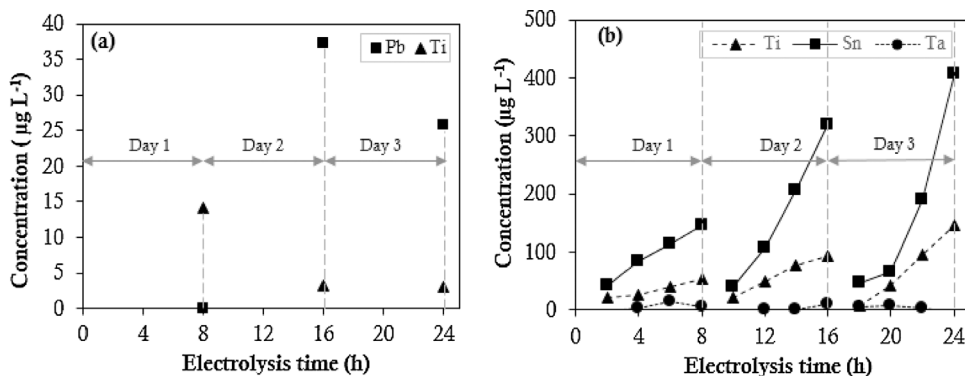 (a)
Pb Ti
Concentration ( µg L⁻¹)
40
35
30
25
20
15
10
5
0
Day 1 Day 2 Day 3
0 4 8 12 16 20 24
Electrolysis time (h)
(b)
Ti Sn Ta
Concentration (µg L⁻¹)
500
400
300
200
100
0
Day 1 Day 2 Day 3
0 4 8 12 16 20 24
Electrolysis time (h)